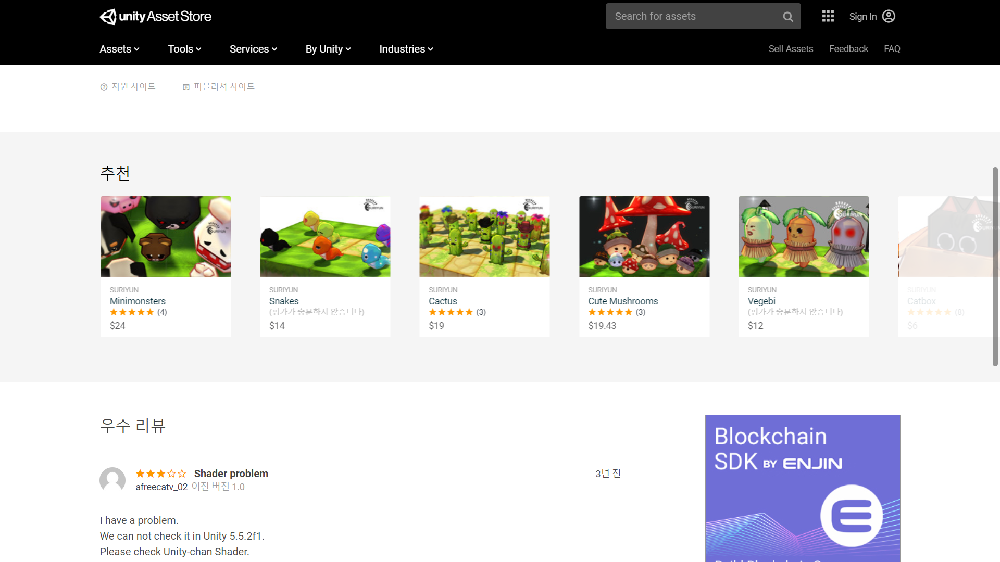 unity Asset Store
Search for assets
Sign In
Assets
Tools
Services
By Unity
Industries
Sell Assets
Feedback
FAQ
지원 사이트
퍼블리셔 사이트
추천
SURIYUN
Minimonsters
(4)
$24
SURIYUN
SURIYUN
Snakes
(평가가 충분하지 않습니다)
$14
SURIYUN
SURIYUN
Cactus
(3)
$19
SURIYUN
SURIYUN
Cute Mushrooms
(3)
$19.43
SURIYUN
SURIYUN
Vegebi
(평가가 충분하지 않습니다)
$12
SURIYUN
SURIYUN
Catbox
(8)
$6
SURIYUN
우수 리뷰
Shader problem
3년 전
afreecatv_02 이전 버전 1.0
I have a problem.
We can not check it in Unity 5.5.2f1.
Please check Unity-chan Shader.
Blockchain
SDK BY ENJIN